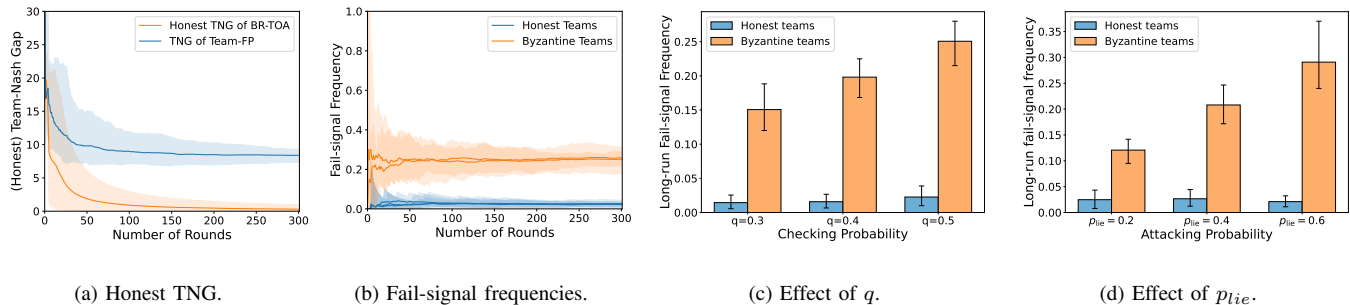 (Honest) Team-Nash Gap
30
25
20
15
10
5
0
Honest TNG of BR-TOA
TNG of Team-FP
0
50
100
150
200
250
300
Number of Rounds
(a) Honest TNG.
Fail-signal Frequency
1.0
0.8
0.6
0.4
0.2
0.0
Honest Teams
Byzantine Teams
0
50
100
150
200
250
300
Number of Rounds
(b) Fail-signal frequencies.
Long-run Fail-signal Frequency
0.25
0.20
0.15
0.10
0.05
0.00
Honest teams
Byzantine teams
q=0.3
q=0.4
q=0.5
Checking Probability
(c) Effect of q.
Long-run fail-signal frequency
0.35
0.30
0.25
0.20
0.15
0.10
0.05
0.00
Honest teams
Byzantine teams
p_lie = 0.2
p_lie = 0.4
p_lie = 0.6
Attacking Probability
(d) Effect of p_lie.